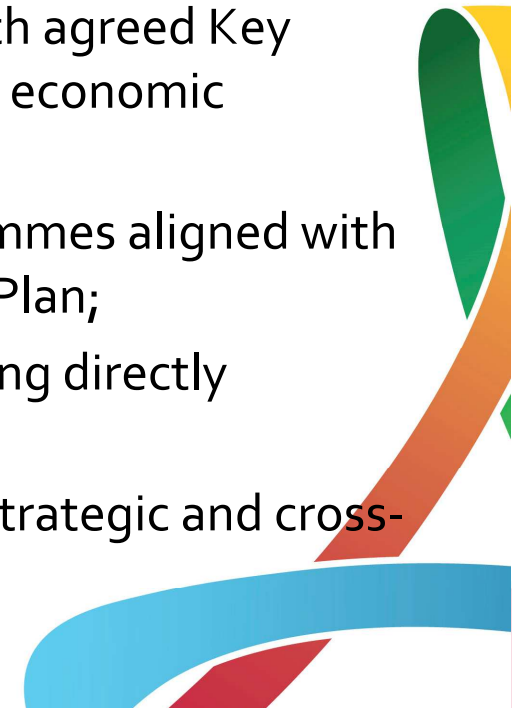 th agreed Key
economic
mmes aligned with
Plan;
ng directly
trategic and cross-